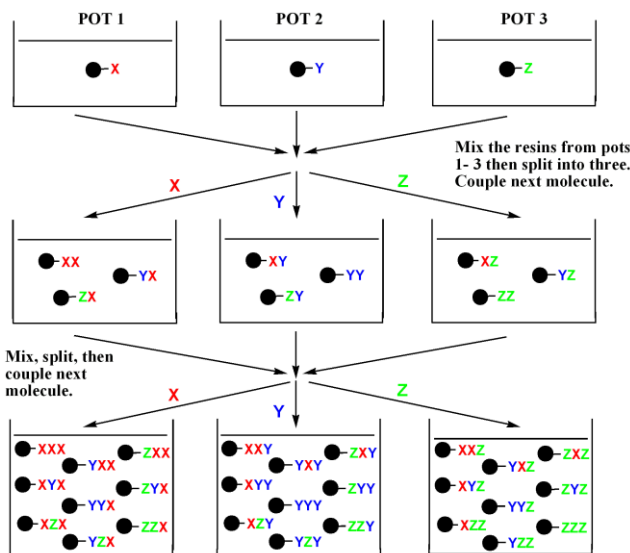 POT 1 POT 2 POT 3
X Y Z
Mix the resins from pots
1- 3 then split into three.
Couple next molecule.
X Y Z
XX YX ZX
XY YY ZY
XZ YZ ZZ
Mix, split, then
couple next
molecule.
X Y Z
XXX ZXX
YXX
XYX ZYX
YYX
XZX ZZX
YZX
XXY ZXY
YXY
XYY ZYY
YYY
XZY ZZY
YZY
XXZ ZXZ
YXZ
XYZ ZYZ
YYZ
XZZ ZZZ
YZZ